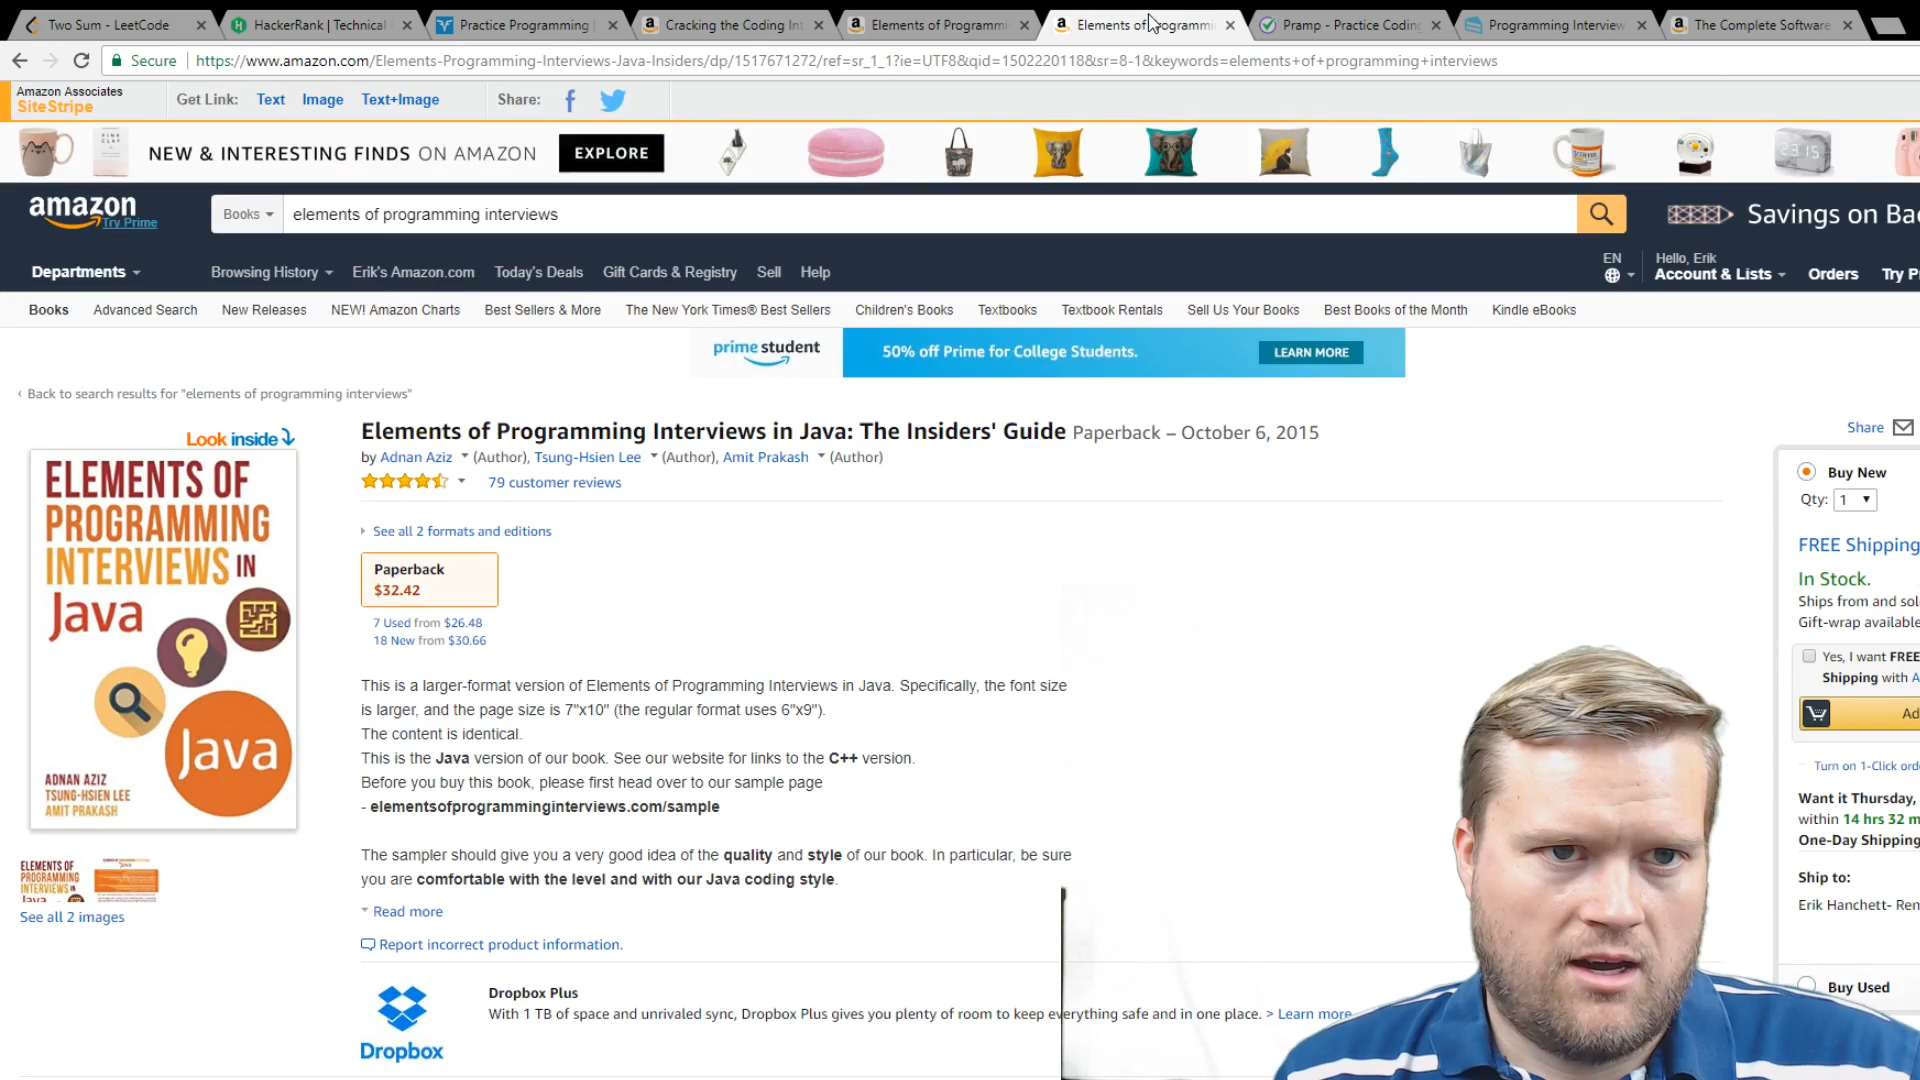 Two Sum - LeetCode
HackerRank | Technical
Practice Programming |
Cracking the Coding Int
Elements of Programmi
Elements of Programmi
Pramp - Practice Coding
Programming Interview
The Complete Software
Secure https://www.amazon.com/Elements-Programming-Interviews-Java-Insiders/dp/1517671272/ref=sr_1_1?ie=UTF8&qid=1502220118&sr=8-1&keywords=elements+of+programming+interviews
Amazon Associates
SiteStripe
Get Link: Text Image Text+Image Share:
NEW & INTERESTING FINDS ON AMAZON EXPLORE
PINK CLAY
23:15
amazon
Try Prime
Books elements of programming interviews
Savings on Ba
Departments Browsing History Erik's Amazon.com Today's Deals Gift Cards & Registry Sell Help
EN
Hello, Erik
Account & Lists Orders Try P
Books Advanced Search New Releases NEW! Amazon Charts Best Sellers & More The New York Times® Best Sellers Children's Books Textbooks Textbook Rentals Sell Us Your Books Best Books of the Month Kindle eBooks
prime student 50% off Prime for College Students. LEARN MORE
‹ Back to search results for "elements of programming interviews"
Look inside
ELEMENTS OF
PROGRAMMING
INTERVIEWS IN
Java
Java
ADNAN AZIZ
TSUNG-HSIEN LEE
AMIT PRAKASH
ELEMENTS OF
PROGRAMMING
INTERVIEWS IN
Java
See all 2 images
Elements of Programming Interviews in Java: The Insiders' Guide Paperback – October 6, 2015
by Adnan Aziz (Author), Tsung-Hsien Lee (Author), Amit Prakash (Author)
79 customer reviews
See all 2 formats and editions
Paperback
$32.42
7 Used from $26.48
18 New from $30.66
This is a larger-format version of Elements of Programming Interviews in Java. Specifically, the font size
is larger, and the page size is 7"x10" (the regular format uses 6"x9").
The content is identical.
This is the Java version of our book. See our website for links to the C++ version.
Before you buy this book, please first head over to our sample page
- elementsofprogramminginterviews.com/sample
The sampler should give you a very good idea of the quality and style of our book. In particular, be sure
you are comfortable with the level and with our Java coding style.
Read more
Report incorrect product information.
Dropbox
Dropbox Plus
With 1 TB of space and unrivaled sync, Dropbox Plus gives you plenty of room to keep everything safe and in one place. > Learn more
Share
Buy New
Qty: 1
FREE Shipping
In Stock.
Ships from and sol
Gift-wrap available
Yes, I want FREE
Shipping with A
Ad
Turn on 1-Click ord
Want it Thursday,
within 14 hrs 32 m
One-Day Shipping
Ship to:
Erik Hanchett- Ren
Buy Used